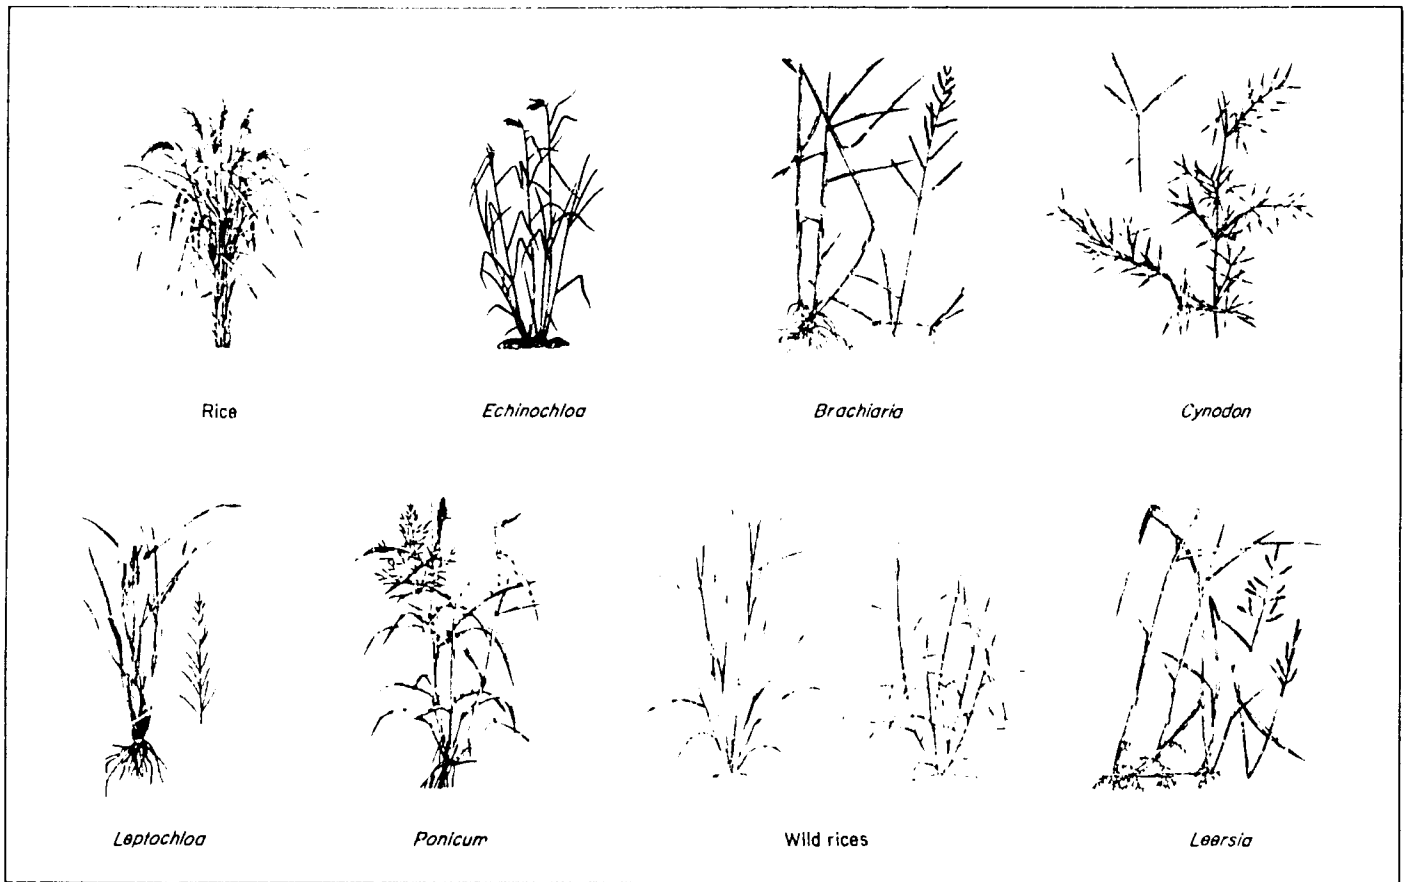 Rice
Echinochloa
Brachiaria
Cynodon
Leptochloa
Panicum
Wild rices
Leersia